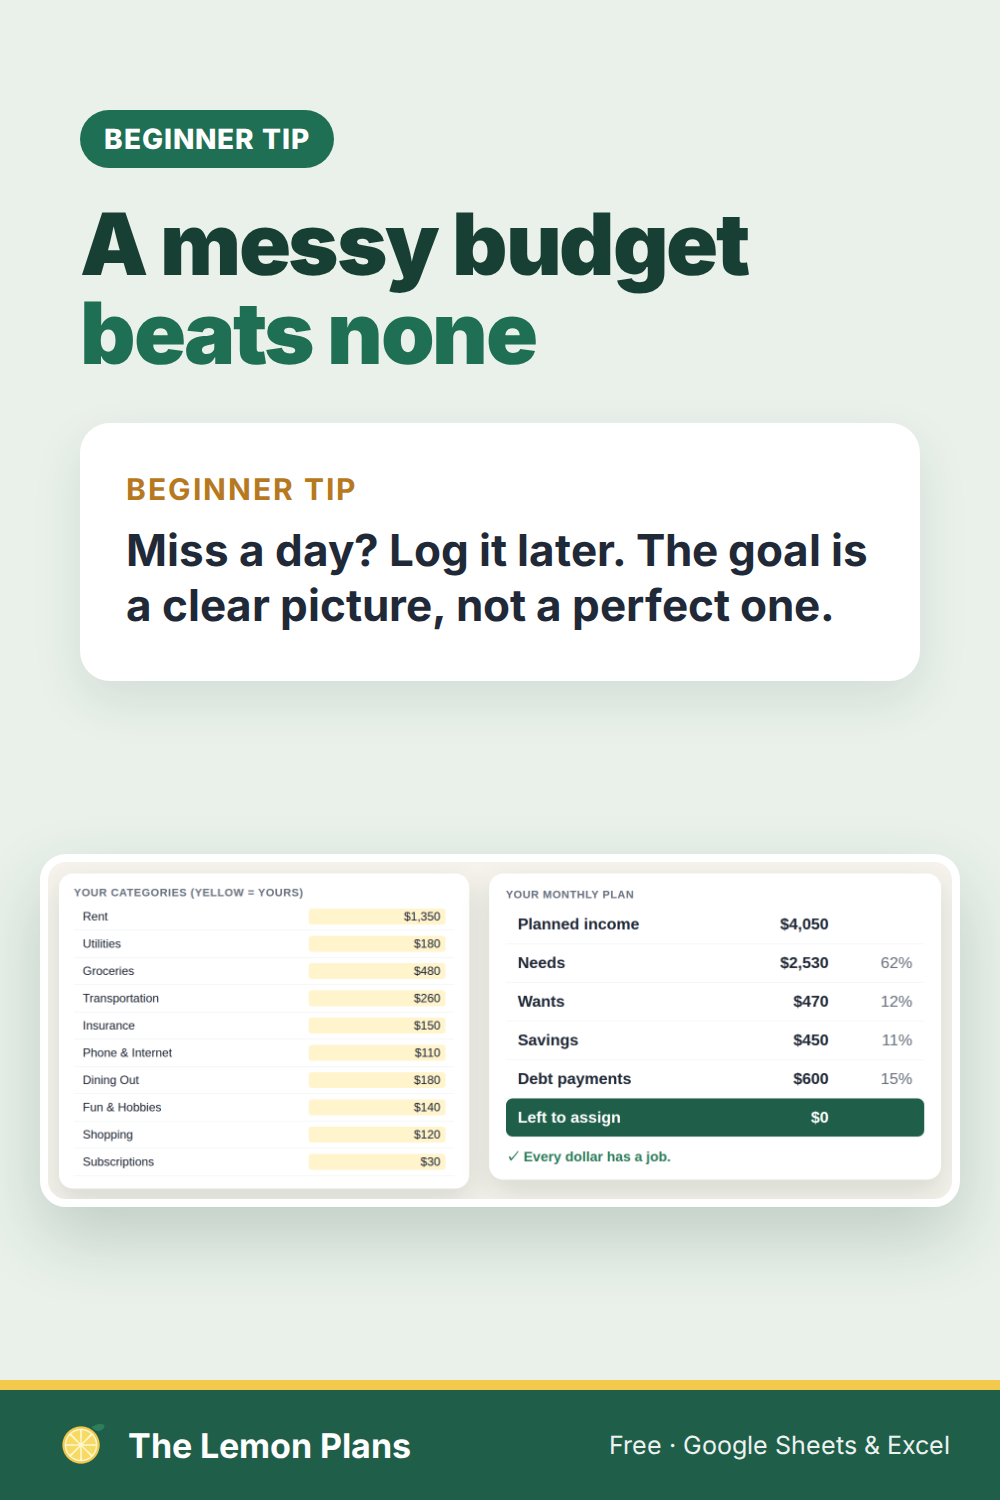 BEGINNER TIP
A messy budget
beats none
BEGINNER TIP
Miss a day? Log it later. The goal is
a clear picture, not a perfect one.
YOUR CATEGORIES (YELLOW = YOURS)
Rent $1,350
Utilities $180
Groceries $480
Transportation $260
Insurance $150
Phone & Internet $110
Dining Out $180
Fun & Hobbies $140
Shopping $120
Subscriptions $30
YOUR MONTHLY PLAN
Planned income $4,050
Needs $2,530 62%
Wants $470 12%
Savings $450 11%
Debt payments $600 15%
Left to assign $0
✓ Every dollar has a job.
The Lemon Plans
Free · Google Sheets & Excel